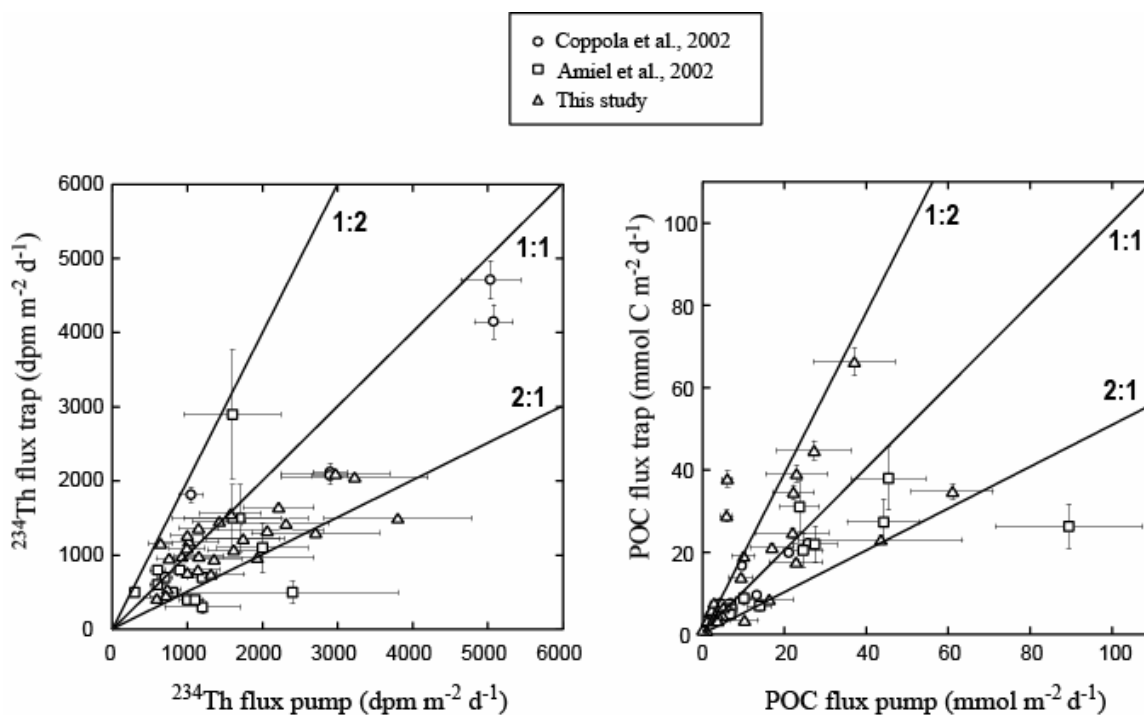 Coppola et al., 2002
Amiel et al., 2002
This study
6000
5000
4000
3000
2000
1000
0
0 1000 2000 3000 4000 5000 6000
1:2
1:1
2:1
²³⁴Th flux trap (dpm m⁻² d⁻¹)
²³⁴Th flux pump (dpm m⁻² d⁻¹)
100
80
60
40
20
0
0 20 40 60 80 100
1:2
1:1
2:1
POC flux trap (mmol C m⁻² d⁻¹)
POC flux pump (mmol m⁻² d⁻¹)